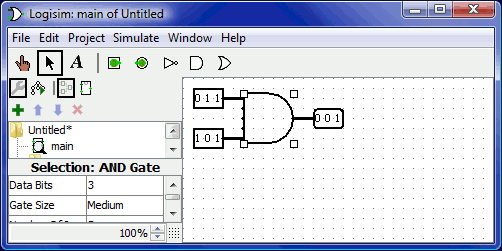 Logisim: main of Untitled
File Edit Project Simulate Window Help
A
Untitled*
main
Selection: AND Gate
Data Bits 3
Gate Size Medium
100%
0 1 1
1 0 1
0 0 1